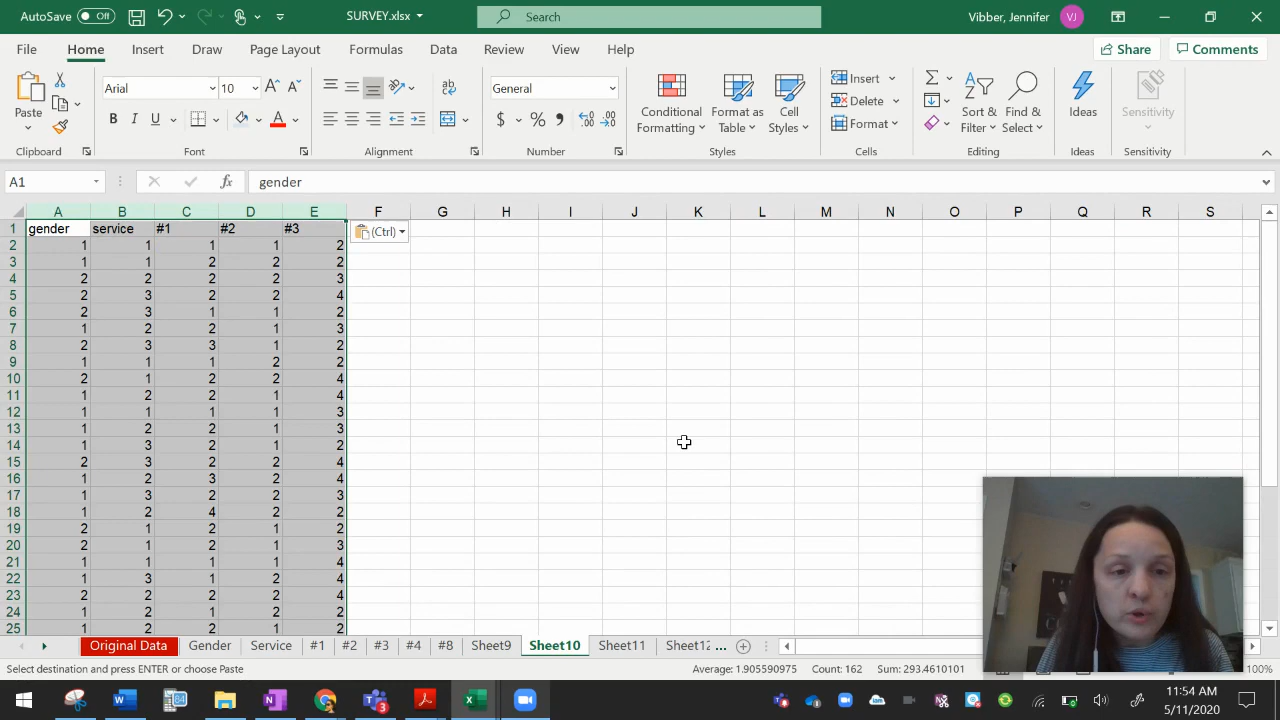 AutoSave Off SURVEY.xlsx Search Vibber, Jennifer VJ
File Home Insert Draw Page Layout Formulas Data Review View Help Share Comments
Paste Arial 10 General Conditional Formatting Format as Table Cell Styles Insert Delete Format Sort & Filter Find & Select Ideas Sensitivity
Clipboard Font Alignment Number Styles Cells Editing Ideas Sensitivity
A1 fx gender
A B C D E F G H I J K L M N O P Q R S
1 gender service #1 #2 #3 (Ctrl)
2 1 1 1 1 2
3 1 1 2 2 2
4 2 2 2 2 3
5 2 3 2 2 4
6 2 3 1 1 2
7 1 2 2 1 3
8 2 3 3 1 2
9 1 1 1 2 2
10 2 1 2 2 4
11 1 2 2 1 4
12 1 1 1 1 3
13 1 2 2 1 3
14 1 3 2 1 2
15 2 3 2 2 4
16 1 2 3 2 4
17 1 3 2 2 3
18 1 2 4 2 2
19 2 1 2 1 2
20 2 1 2 1 3
21 1 1 1 1 4
22 1 3 1 2 4
23 2 2 2 2 4
24 1 2 1 2 2
25 1 2 2 1 2
Original Data Gender Service #1 #2 #3 #4 #8 Sheet9 Sheet10 Sheet11 Sheet12 ...
Select destination and press ENTER or choose Paste Average: 1.905590975 Count: 162 Sum: 293.4610101 100%
11:54 AM
5/11/2020